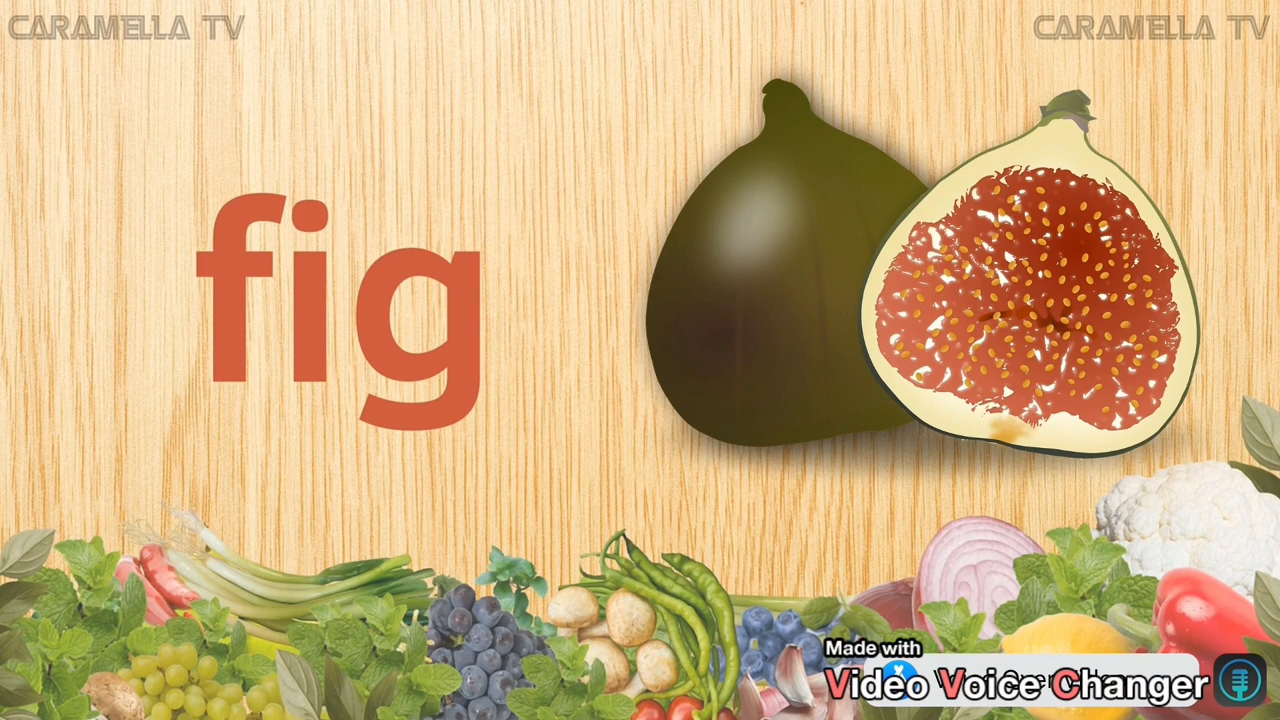 CARAMELLA TV
CARAMELLA TV
fig
Made with
Video Voice Changer